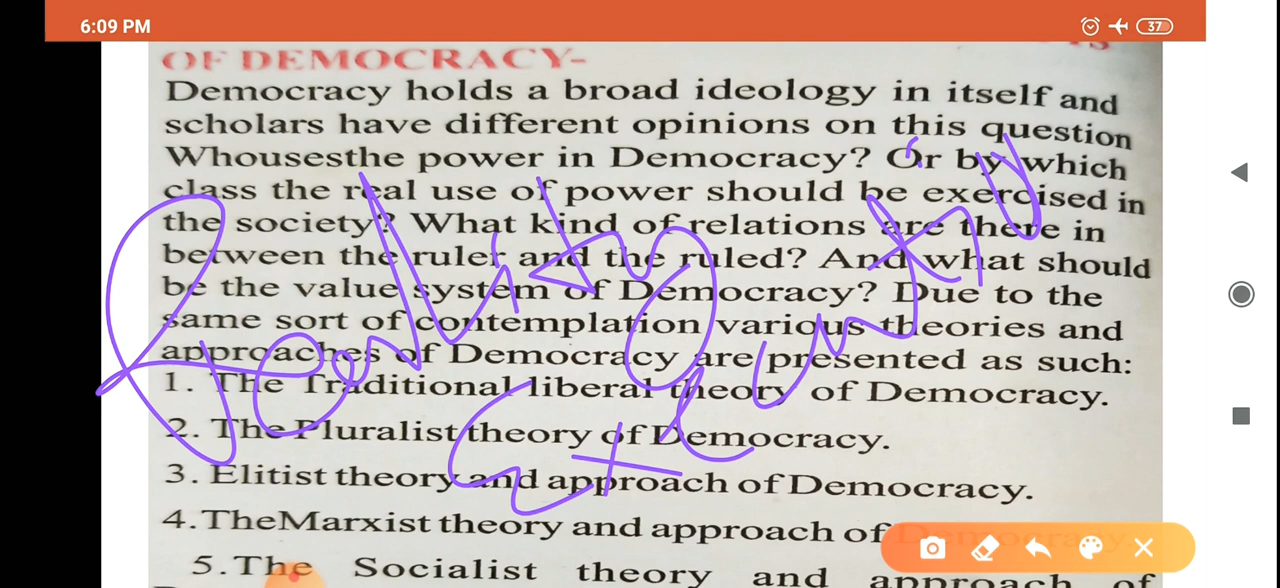 6:09 PM
37
OF DEMOCRACY-
Democracy holds a broad ideology in itself and
scholars have different opinions on this question
Whousesthe power in Democracy? Or by which
class the real use of power should be exercised in
the society? What kind of relations are there in
between the ruler and the ruled? And what should
be the value system of Democracy? Due to the
same sort of contemplation various theories and
approaches of Democracy are presented as such:
1. The Traditional liberal theory of Democracy.
2. The Pluralist theory of Democracy.
3. Elitist theory and approach of Democracy.
4.TheMarxist theory and approach of Democracy.
5.The Socialist theory and approach of